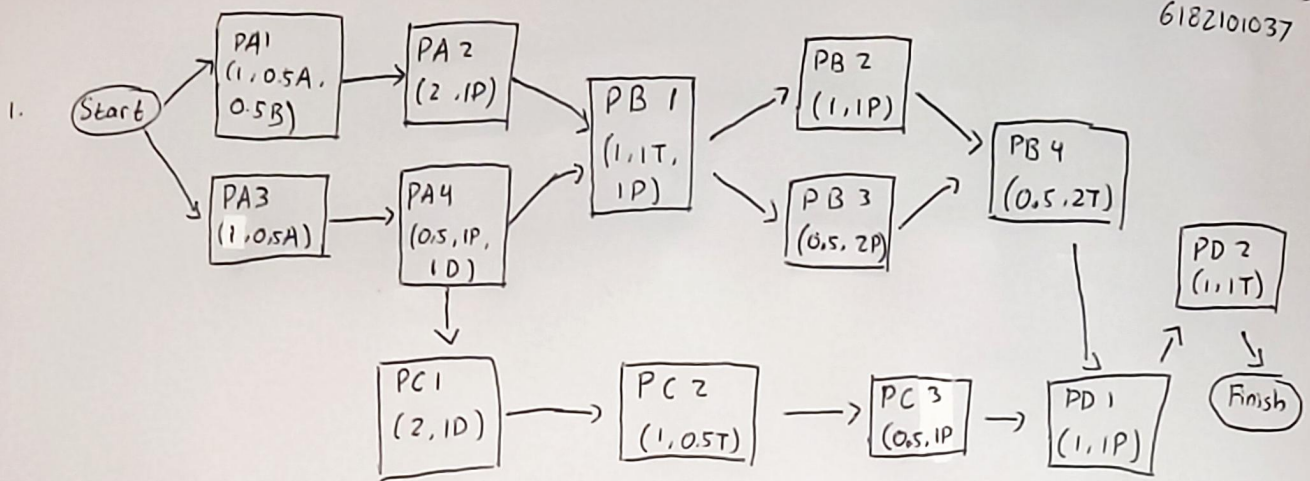 6182101037
1.
Start
PA1
(1, 0.5A,
0.5B)
PA 2
(2, 1P)
PA3
(1, 0,5A)
PA4
(0,5, 1P,
1D)
PB 1
(1, 1T,
1P)
PB 2
(1, 1P)
PB 3
(0.5, 2P)
PB 4
(0.5, 2T)
PC 1
(2, 1D)
PC 2
(1, 0.5T)
PC 3
(0,5, 1P
PD 1
(1, 1P)
PD 2
(1, 1T)
Finish